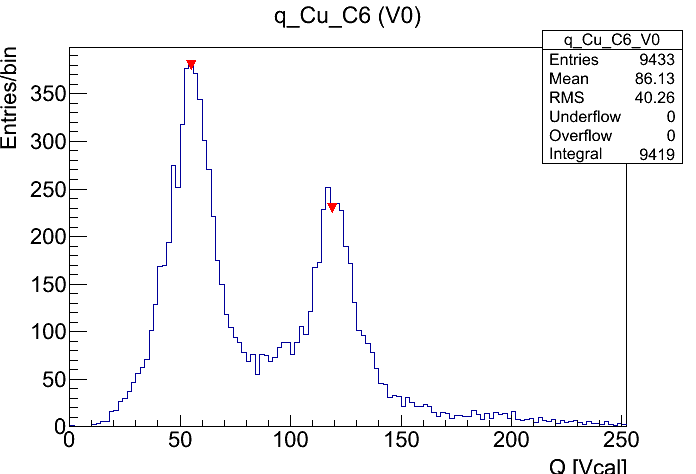 q_Cu_C6 (V0)
q_Cu_C6_V0
Entries 9433
Mean 86.13
RMS 40.26
Underflow 0
Overflow 0
Integral 9419
Entries/bin
350
300
250
200
150
100
50
0
0 50 100 150 200 250
Q [Vcal]